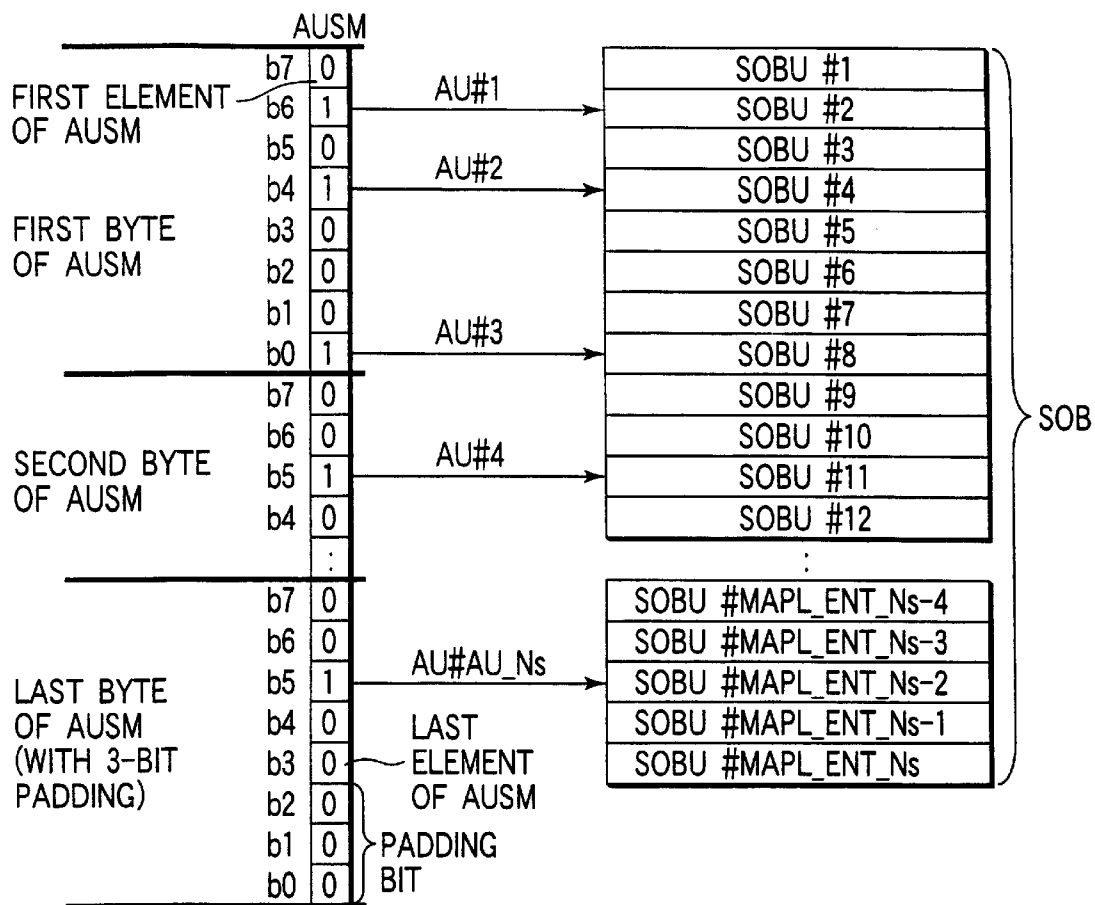 AUSM
b7 0 SOBU #1
FIRST ELEMENT
OF AUSM
b6 1 AU#1 SOBU #2
b5 0 SOBU #3
b4 1 AU#2 SOBU #4
FIRST BYTE
OF AUSM
b3 0 SOBU #5
b2 0 SOBU #6
b1 0 SOBU #7
b0 1 AU#3 SOBU #8
b7 0 SOBU #9
b6 0 SOBU #10
SOB
SECOND BYTE
OF AUSM
b5 1 AU#4 SOBU #11
b4 0 SOBU #12
: :
b7 0 SOBU #MAPL_ENT_Ns-4
b6 0 SOBU #MAPL_ENT_Ns-3
b5 1 AU#AU_Ns SOBU #MAPL_ENT_Ns-2
LAST BYTE
OF AUSM
(WITH 3-BIT
PADDING)
b4 0 SOBU #MAPL_ENT_Ns-1
b3 0 SOBU #MAPL_ENT_Ns
LAST
ELEMENT
OF AUSM
b2 0
b1 0
b0 0
PADDING
BIT